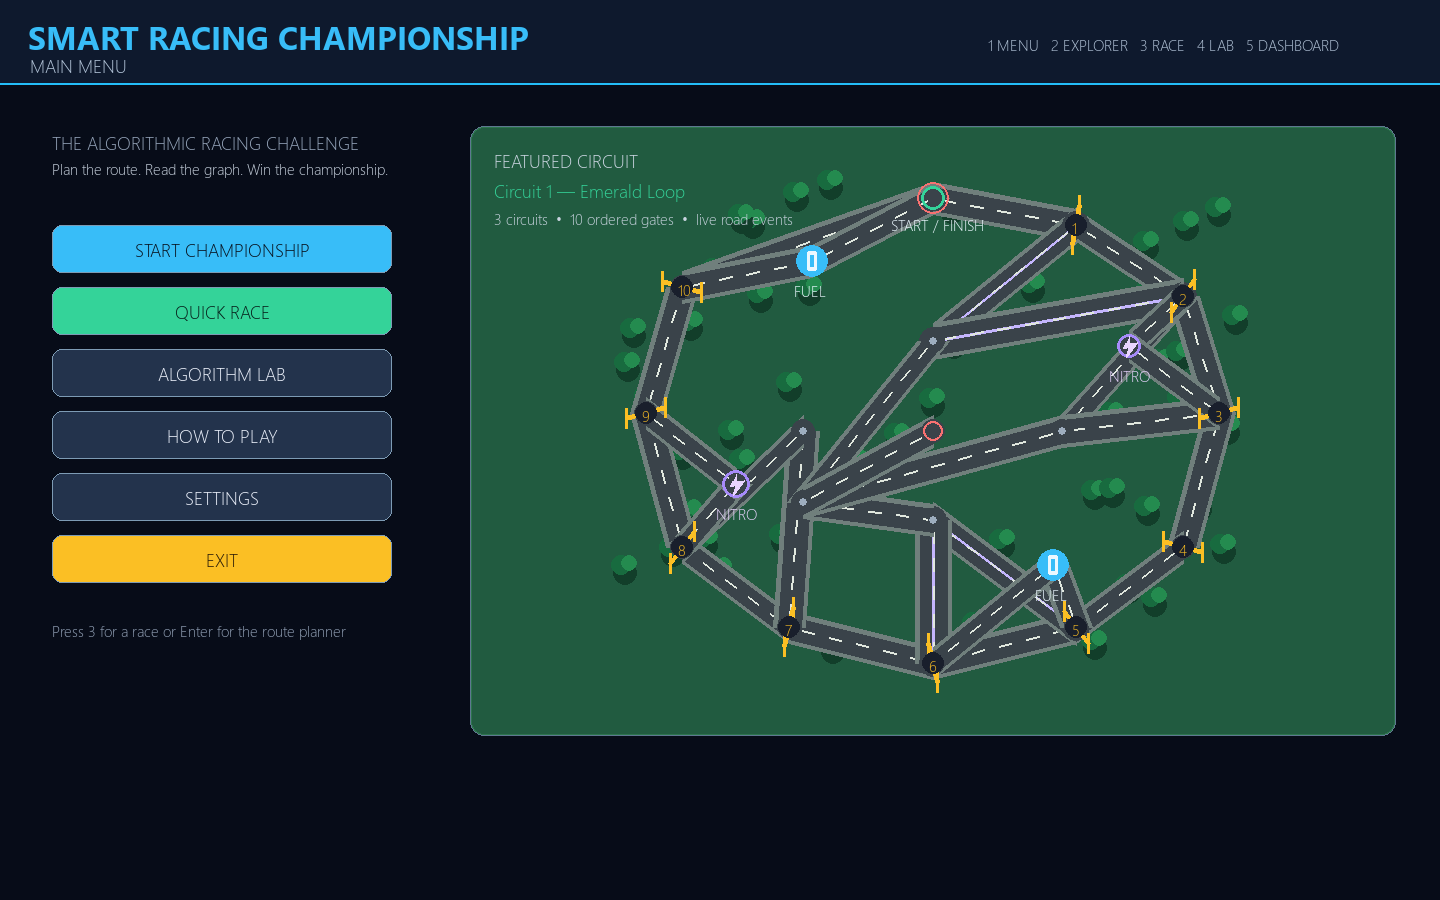 SMART RACING CHAMPIONSHIP
MAIN MENU
1 MENU 2 EXPLORER 3 RACE 4 LAB 5 DASHBOARD
THE ALGORITHMIC RACING CHALLENGE
Plan the route. Read the graph. Win the championship.
START CHAMPIONSHIP
QUICK RACE
ALGORITHM LAB
HOW TO PLAY
SETTINGS
EXIT
Press 3 for a race or Enter for the route planner
FEATURED CIRCUIT
Circuit 1 — Emerald Loop
3 circuits • 10 ordered gates • live road events
START / FINISH
1
FUEL
10
2
NITRO
9
3
NITRO
8
4
FUEL
7
5
6